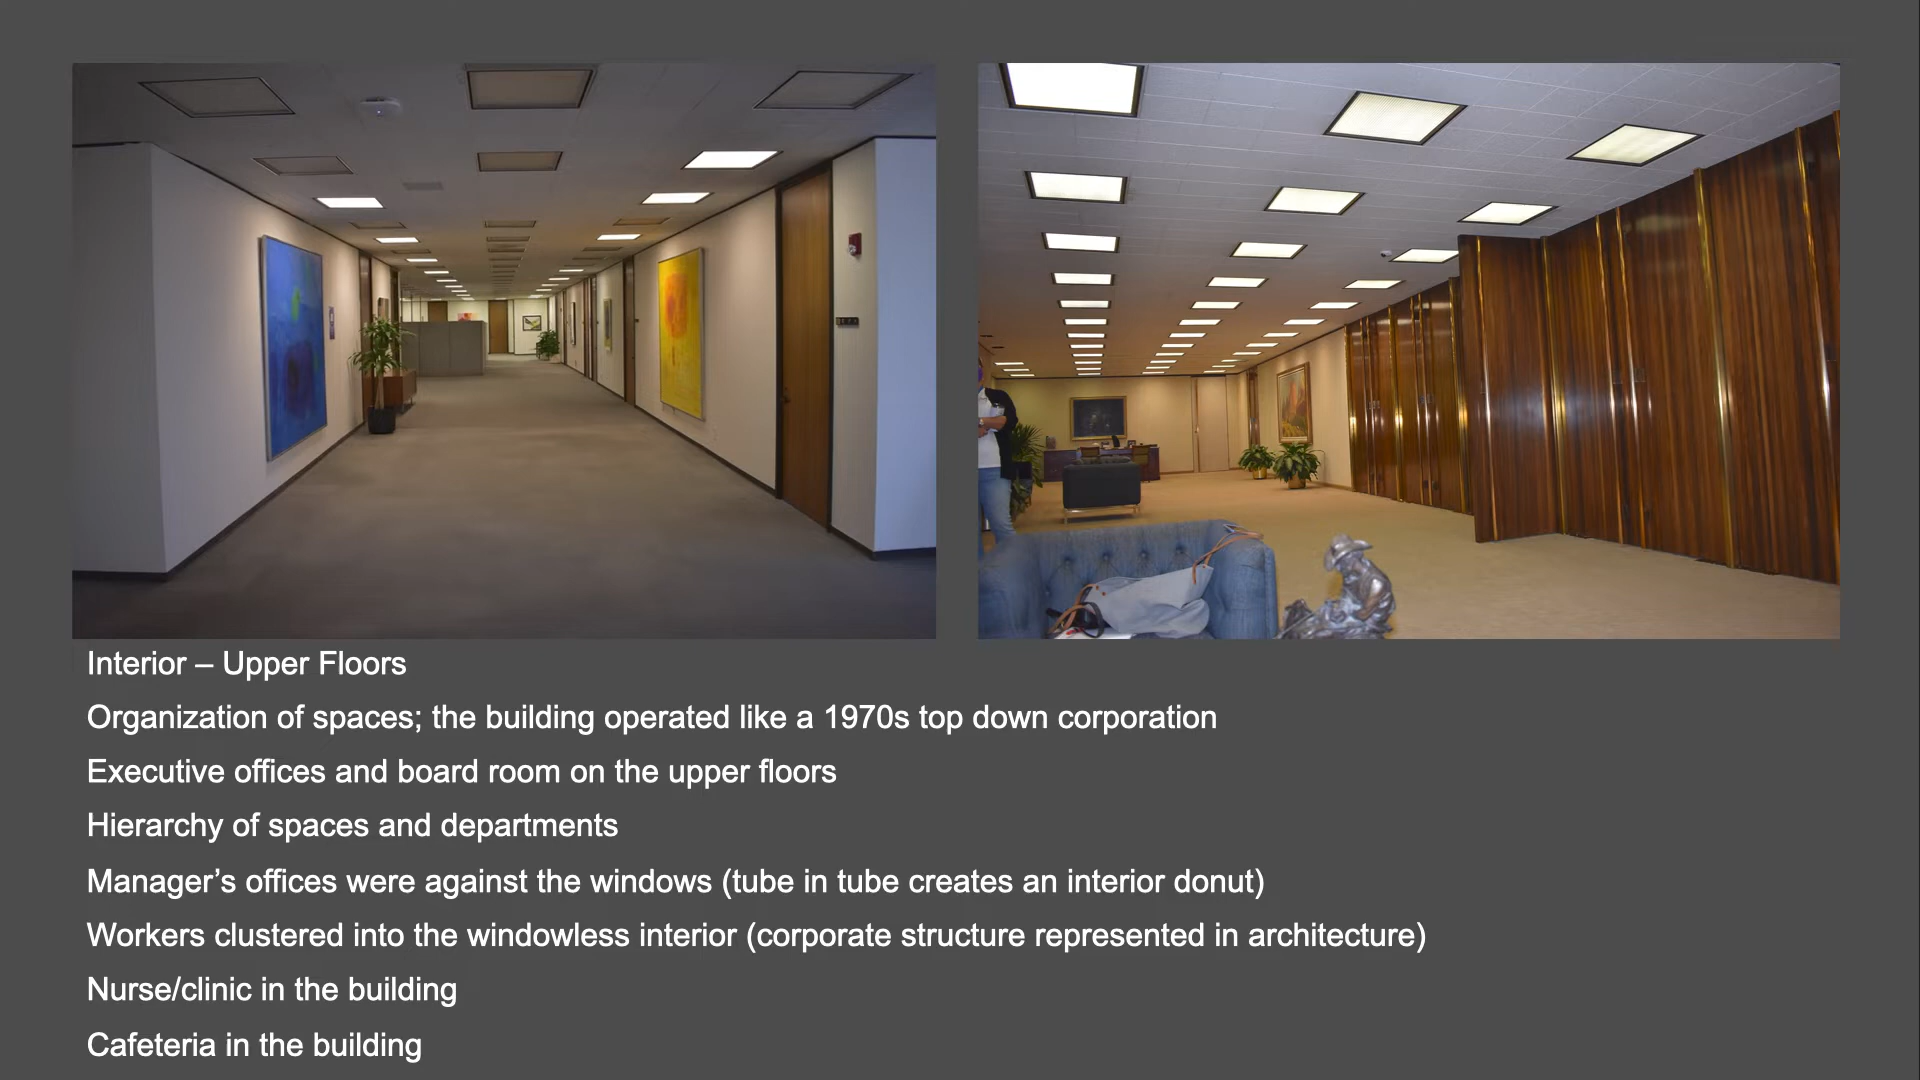 Interior – Upper Floors
Organization of spaces; the building operated like a 1970s top down corporation
Executive offices and board room on the upper floors
Hierarchy of spaces and departments
Manager’s offices were against the windows (tube in tube creates an interior donut)
Workers clustered into the windowless interior (corporate structure represented in architecture)
Nurse/clinic in the building
Cafeteria in the building